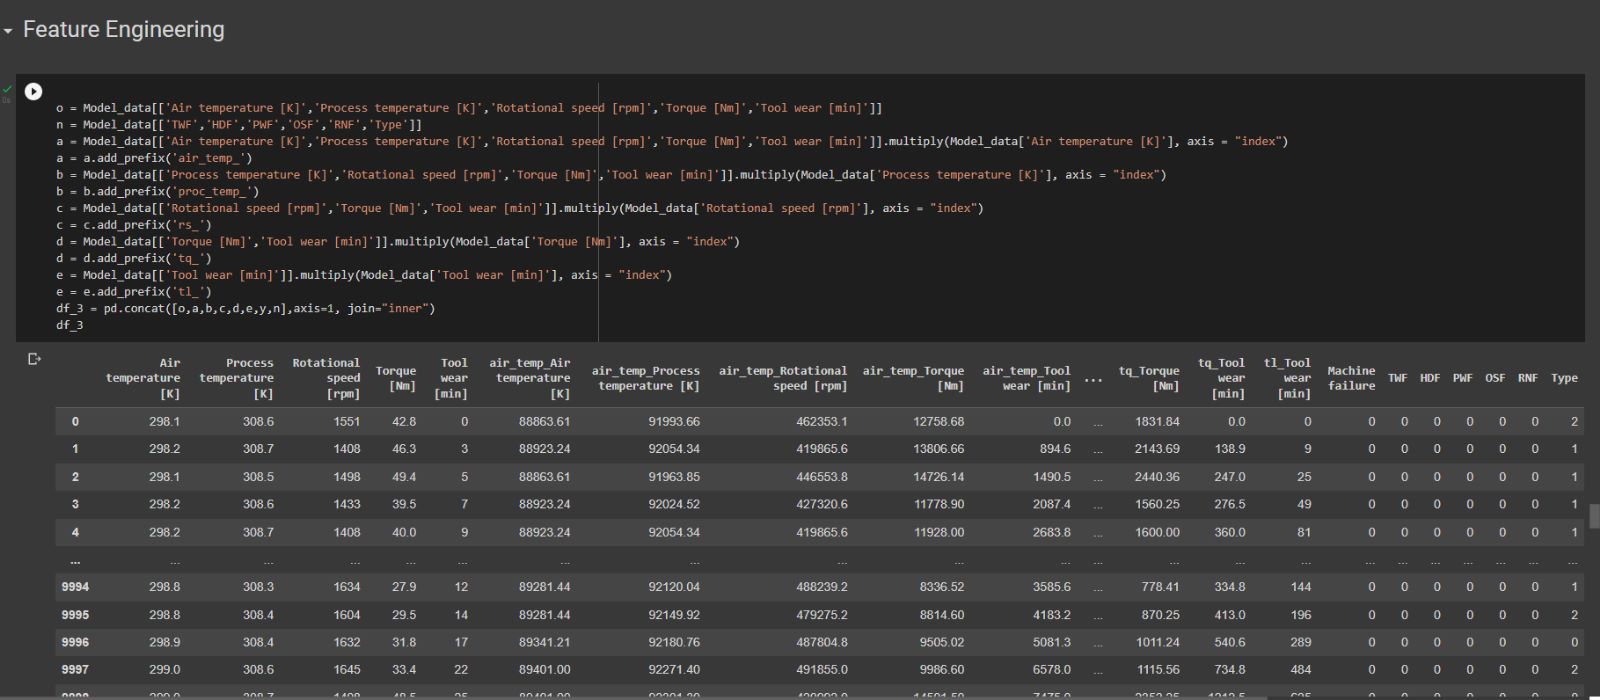 Feature Engineering
0s
o = Model_data[['Air temperature [K]','Process temperature [K]','Rotational speed [rpm]','Torque [Nm]','Tool wear [min]']]
n = Model_data[['TWF','HDF','PWF','OSF','RNF','Type']]
a = Model_data[['Air temperature [K]','Process temperature [K]','Rotational speed [rpm]','Torque [Nm]','Tool wear [min]']].multiply(Model_data['Air temperature [K]'], axis = "index")
a = a.add_prefix('air_temp_')
b = Model_data[['Process temperature [K]','Rotational speed [rpm]','Torque [Nm]','Tool wear [min]']].multiply(Model_data['Process temperature [K]'], axis = "index")
b = b.add_prefix('proc_temp_')
c = Model_data[['Rotational speed [rpm]','Torque [Nm]','Tool wear [min]']].multiply(Model_data['Rotational speed [rpm]'], axis = "index")
c = c.add_prefix('rs_')
d = Model_data[['Torque [Nm]','Tool wear [min]']].multiply(Model_data['Torque [Nm]'], axis = "index")
d = d.add_prefix('tq_')
e = Model_data[['Tool wear [min]']].multiply(Model_data['Tool wear [min]'], axis = "index")
e = e.add_prefix('tl_')
df_3 = pd.concat([o,a,b,c,d,e,y,n],axis=1, join="inner")
df_3
Air temperature [K] Process temperature [K] Rotational speed [rpm] Torque [Nm] Tool wear [min] air_temp_Air temperature [K] air_temp_Process temperature [K] air_temp_Rotational speed [rpm] air_temp_Torque [Nm] air_temp_Tool wear [min] ... tq_Torque [Nm] tq_Tool wear [min] tl_Tool wear [min] Machine failure TWF HDF PWF OSF RNF Type
0 298.1 308.6 1551 42.8 0 88863.61 91993.66 462353.1 12758.68 0.0 ... 1831.84 0.0 0 0 0 0 0 0 0 2
1 298.2 308.7 1408 46.3 3 88923.24 92054.34 419865.6 13806.66 894.6 ... 2143.69 138.9 9 0 0 0 0 0 0 1
2 298.1 308.5 1498 49.4 5 88863.61 91963.85 446553.8 14726.14 1490.5 ... 2440.36 247.0 25 0 0 0 0 0 0 1
3 298.2 308.6 1433 39.5 7 88923.24 92024.52 427320.6 11778.90 2087.4 ... 1560.25 276.5 49 0 0 0 0 0 0 1
4 298.2 308.7 1408 40.0 9 88923.24 92054.34 419865.6 11928.00 2683.8 ... 1600.00 360.0 81 0 0 0 0 0 0 1
... ... ... ... ... ... ... ... ... ... ... ... ... ... ... ... ... ... ... ... ... ...
9994 298.8 308.3 1634 27.9 12 89281.44 92120.04 488239.2 8336.52 3585.6 ... 778.41 334.8 144 0 0 0 0 0 0 1
9995 298.8 308.4 1604 29.5 14 89281.44 92149.92 479275.2 8814.60 4183.2 ... 870.25 413.0 196 0 0 0 0 0 0 2
9996 298.9 308.4 1632 31.8 17 89341.21 92180.76 487804.8 9505.02 5081.3 ... 1011.24 540.6 289 0 0 0 0 0 0 0
9997 299.0 308.6 1645 33.4 22 89401.00 92271.40 491855.0 9986.60 6578.0 ... 1115.56 734.8 484 0 0 0 0 0 0 2